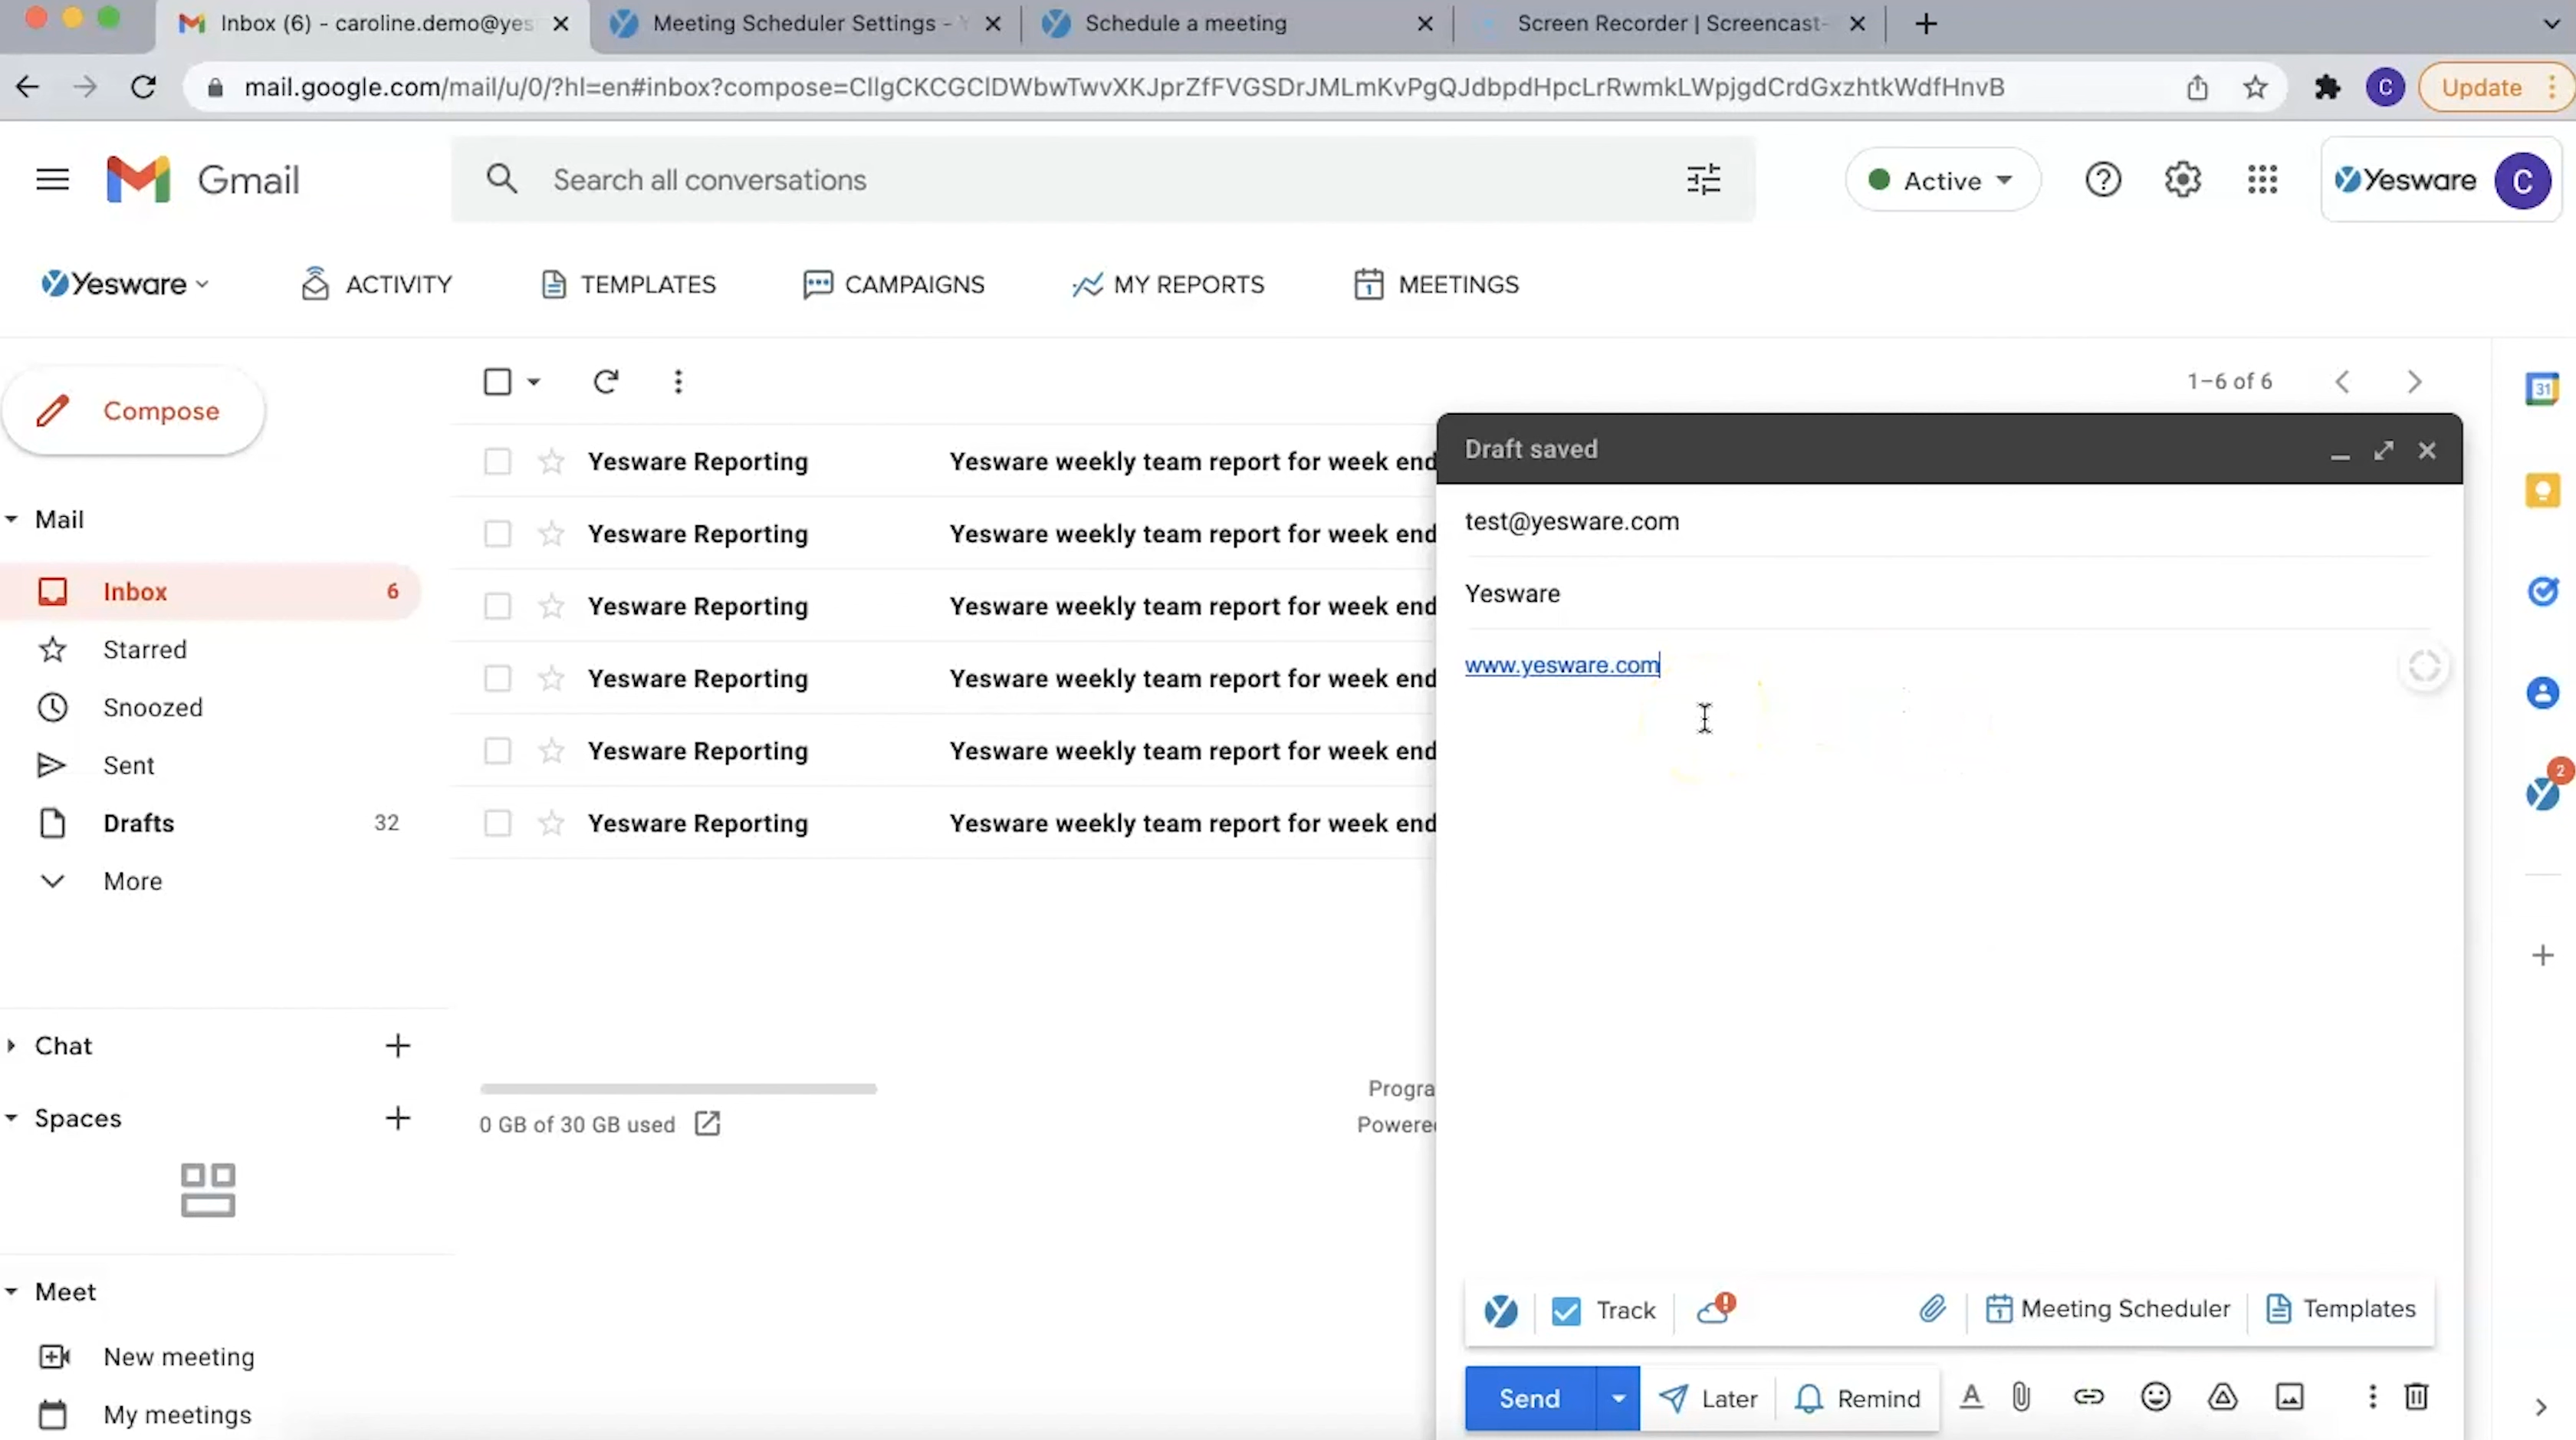 Inbox (6) - caroline.demo@yes
Meeting Scheduler Settings -
Schedule a meeting
Screen Recorder | Screencast-
mail.google.com/mail/u/0/?hl=en#inbox?compose=CllgCKCGClDWbwTwvXKJprZfFVGSDrJMLmKvPgQJdbpdHpcLrRwmkLWpjgdCrdGxzhtkWdfHnvB
C
Update
Gmail
Search all conversations
Active
Yesware
C
Yesware
ACTIVITY
TEMPLATES
CAMPAIGNS
MY REPORTS
1
MEETINGS
Compose
1–6 of 6
31
Mail
Inbox 6
Starred
Snoozed
Sent
Drafts 32
More
Yesware Reporting Yesware weekly team report for week end
Yesware Reporting Yesware weekly team report for week end
Yesware Reporting Yesware weekly team report for week end
Yesware Reporting Yesware weekly team report for week end
Yesware Reporting Yesware weekly team report for week end
Yesware Reporting Yesware weekly team report for week end
Draft saved
test@yesware.com
Yesware
www.yesware.com
2
Chat
Spaces
0 GB of 30 GB used
Progra
Powere
Meet
New meeting
My meetings
Track
!
1
Meeting Scheduler
Templates
Send
Later
Remind
A